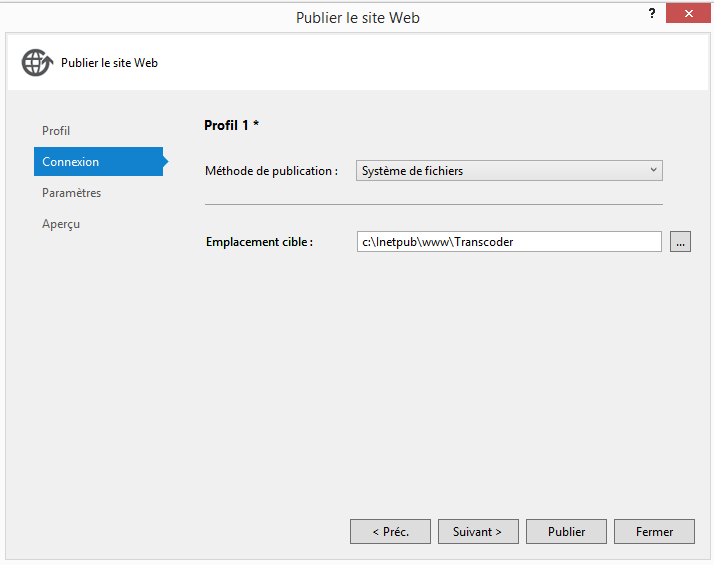 Publier le site Web
?
Publier le site Web
Profil
Connexion
Paramètres
Aperçu
Profil 1 *
Méthode de publication : Système de fichiers
Emplacement cible : c:\Inetpub\www\Transcoder ...
< Préc. Suivant > Publier Fermer